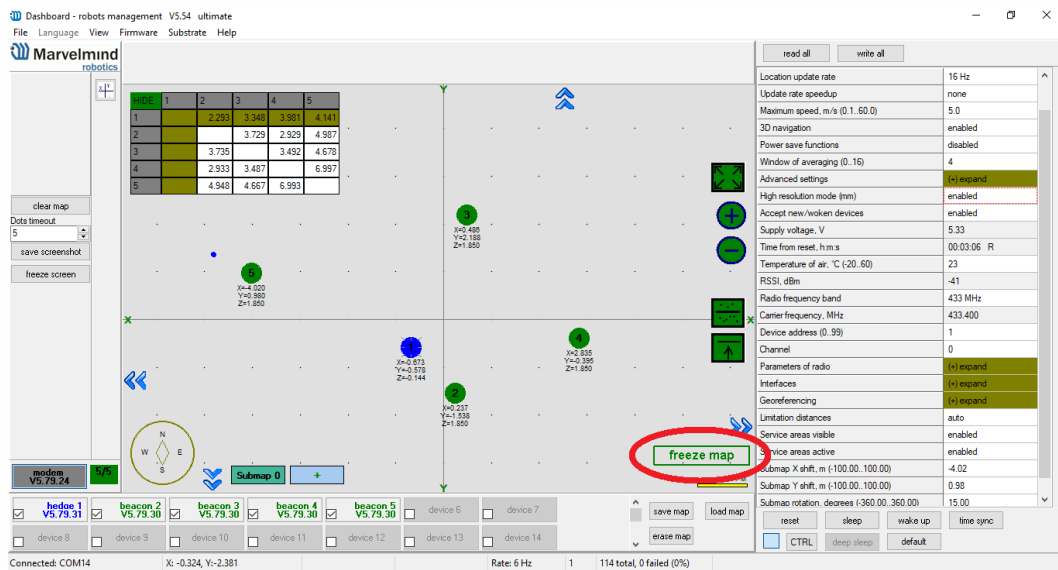 Dashboard - robots management V5.54 ultimate
File Language View Firmware Substrate Help
Marvelmind
robotics
clear map
Dots timeout
5
save screenshot
freeze screen
modem
V5.79.24
5/5
HIDE 1 2 3 4 5
1 2.293 3.348 3.981 4.141
2 3.729 2.929 4.987
3 3.735 3.492 4.678
4 2.933 3.487 6.997
5 4.948 4.667 6.993
Y
3
X=0.486
Y=2.188
Z=1.850
5
X=-4.020
Y=0.980
Z=1.850
X
X
1
X=-0.673
Y=-0.578
Z=-0.144
4
X=2.835
Y=-0.395
Z=1.850
2
X=0.237
Y=-1.538
Z=1.850
N
W E
S
Submap 0 +
Y
freeze map
read all write all
Location update rate 16 Hz
Update rate speedup none
Maximum speed, m/s (0.1..60.0) 5.0
3D navigation enabled
Power save functions disabled
Window of averaging (0..16) 4
Advanced settings (+) expand
High resolution mode (mm) enabled
Accept new/woken devices enabled
Supply voltage, V 5.33
Time from reset, h:m:s 00:03:06 R
Temperature of air, °C (-20..60) 23
RSSI, dBm -41
Radio frequency band 433 MHz
Carrier frequency, MHz 433.400
Device address (0..99) 1
Channel 0
Parameters of radio (+) expand
Interfaces (+) expand
Georeferencing (+) expand
Limitation distances auto
Service areas visible enabled
Service areas active enabled
Submap X shift, m (-100.00..100.00) -4.02
Submap Y shift, m (-100.00..100.00) 0.98
Submap rotation, degrees (-360.00..360.00) 15.00
reset sleep wake up time sync
CTRL deep sleep default
hedge 1
V5.79.31
beacon 2
V5.79.30
beacon 3
V5.79.30
beacon 4
V5.79.30
beacon 5
V5.79.30
device 6
device 7
device 8
device 9
device 10
device 11
device 12
device 13
device 14
save map load map
erase map
Connected: COM14 X: -0.324, Y:-2.381 Rate: 6 Hz 1 114 total, 0 failed (0%)